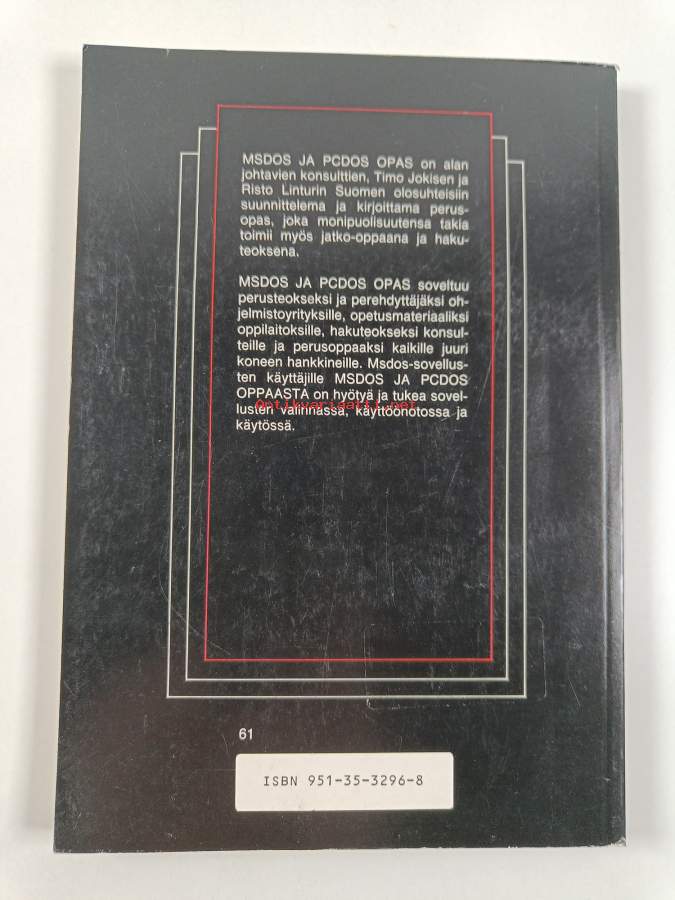 MSDOS JA PCDOS OPAS on alan
johtavien konsulttien, Timo Jokisen ja
Risto Linturin Suomen olosuhteisiin
suunnittelema ja kirjoittama perus-
opas, joka monipuolisuutensa takia
toimii myös jatko-oppaana ja haku-
teoksena.
MSDOS JA PCDOS OPAS soveltuu
perusteokseksi ja perehdyttäjäksi oh-
jelmistoyrityksille, opetusmateriaaliksi
oppilaitoksille, hakuteokseksi konsul-
teille ja perusoppaaksi kaikille juuri
koneen hankkineille. Msdos-sovellus-
ten käyttäjille MSDOS JA PCDOS
OPPAASTA on hyötyä ja tukea sovel-
Antikvariaatti.net
lusten valinnassa, käyttöönotossa ja
käytössä.
61
ISBN 951-35-3296-8